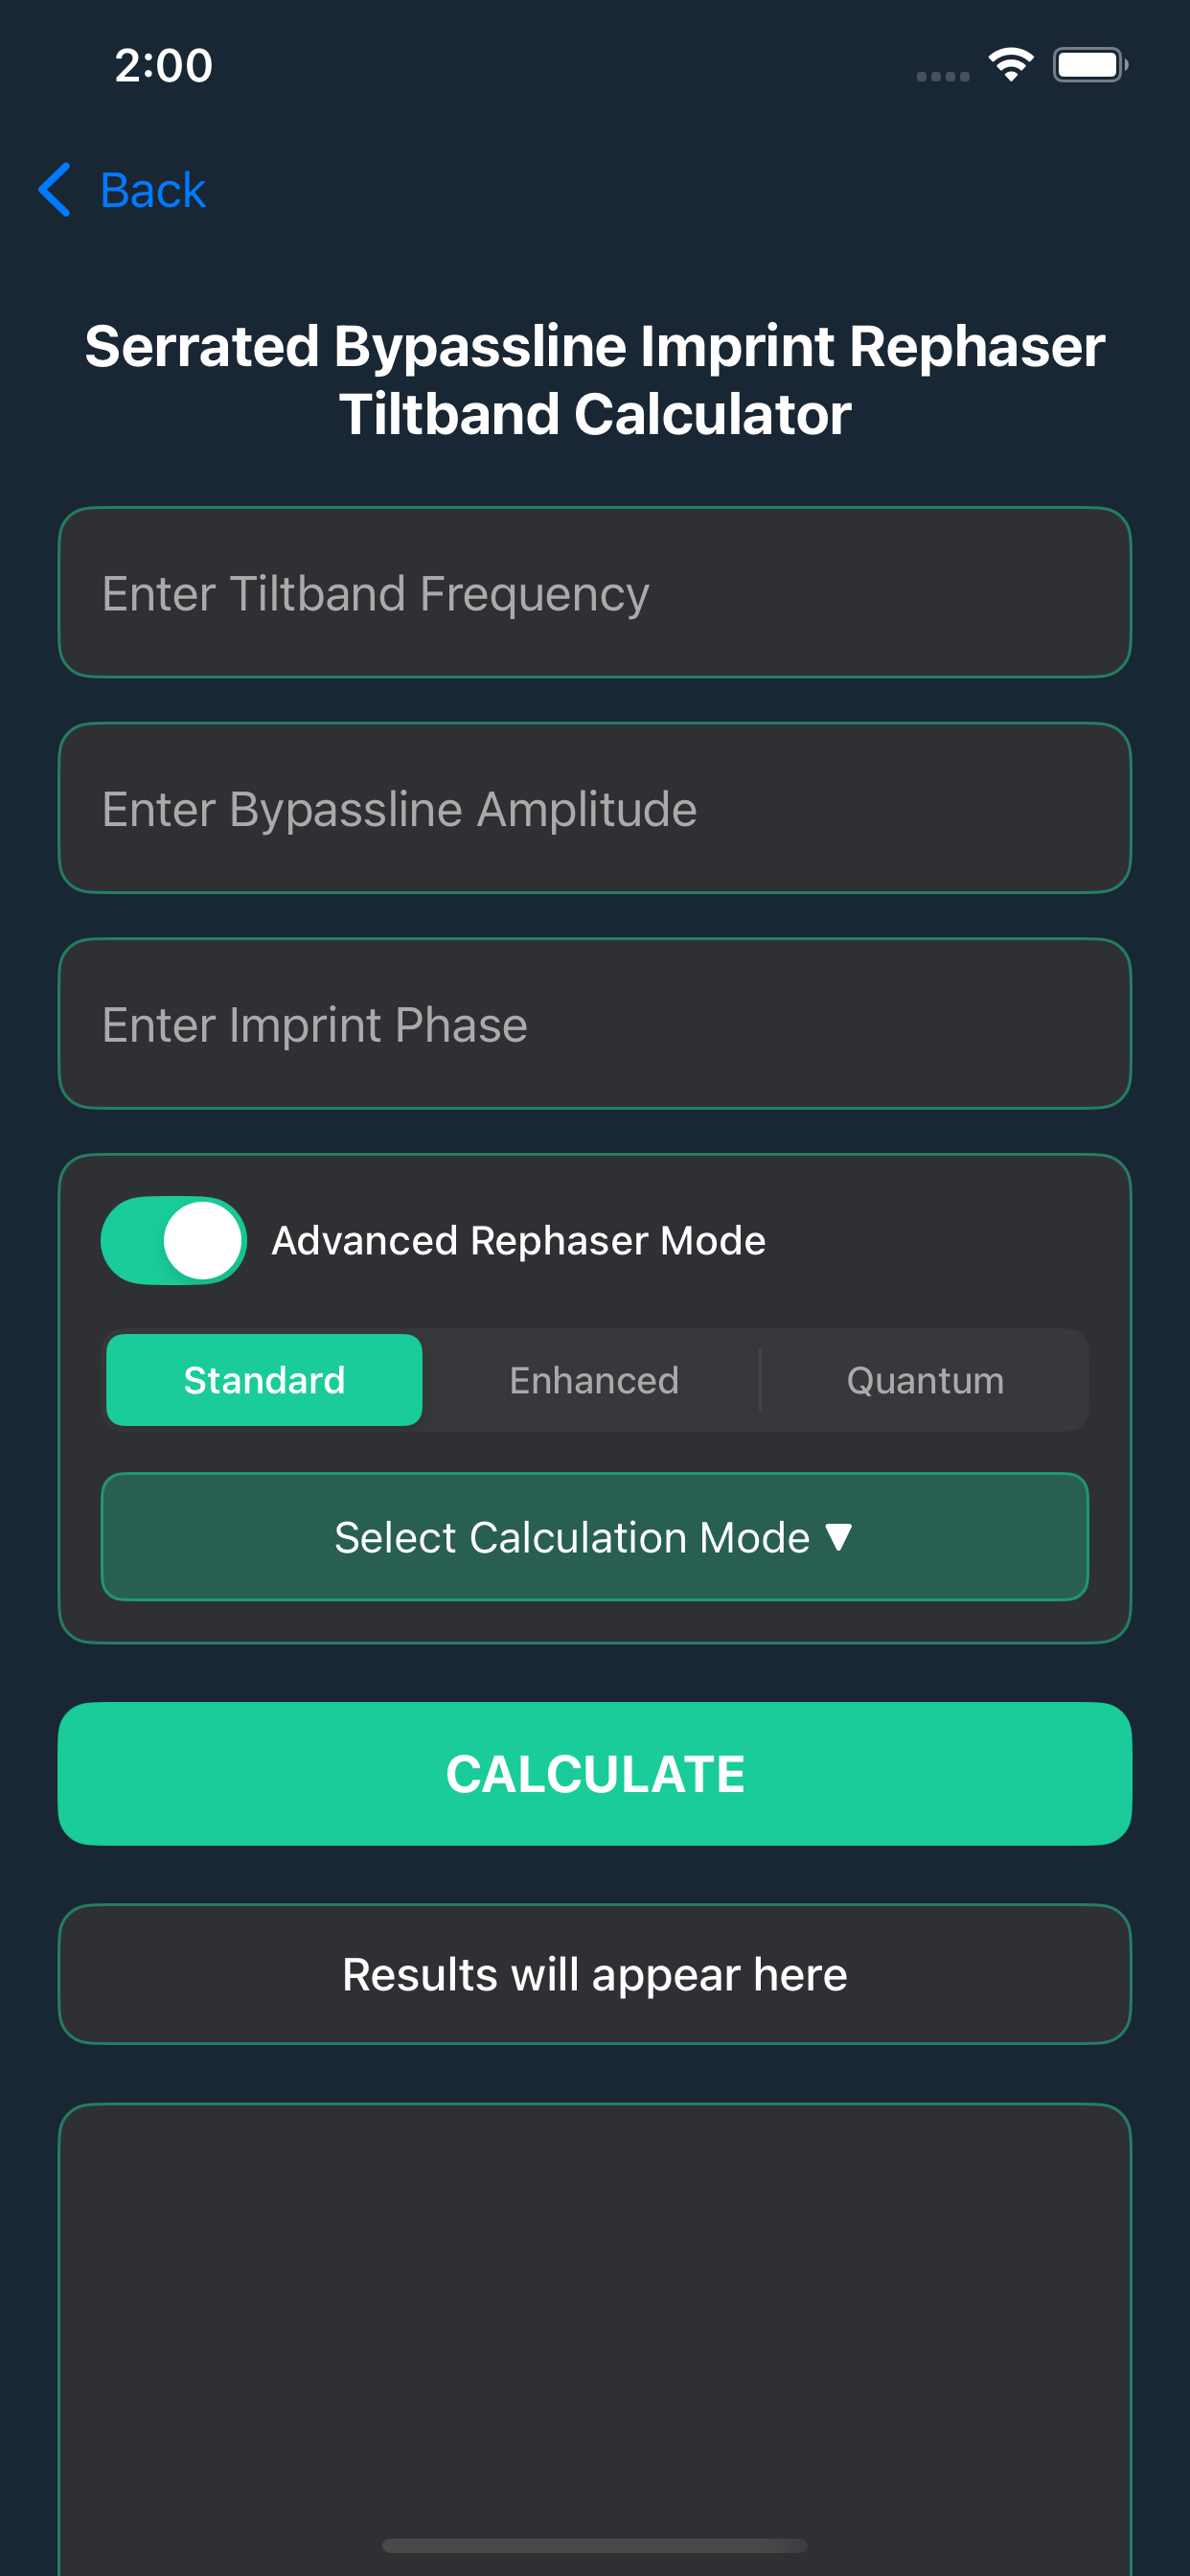 2:00
Back
Serrated Bypassline Imprint Rephaser
Tiltband Calculator
Enter Tiltband Frequency
Enter Bypassline Amplitude
Enter Imprint Phase
Advanced Rephaser Mode
Standard Enhanced Quantum
Select Calculation Mode ▼
CALCULATE
Results will appear here